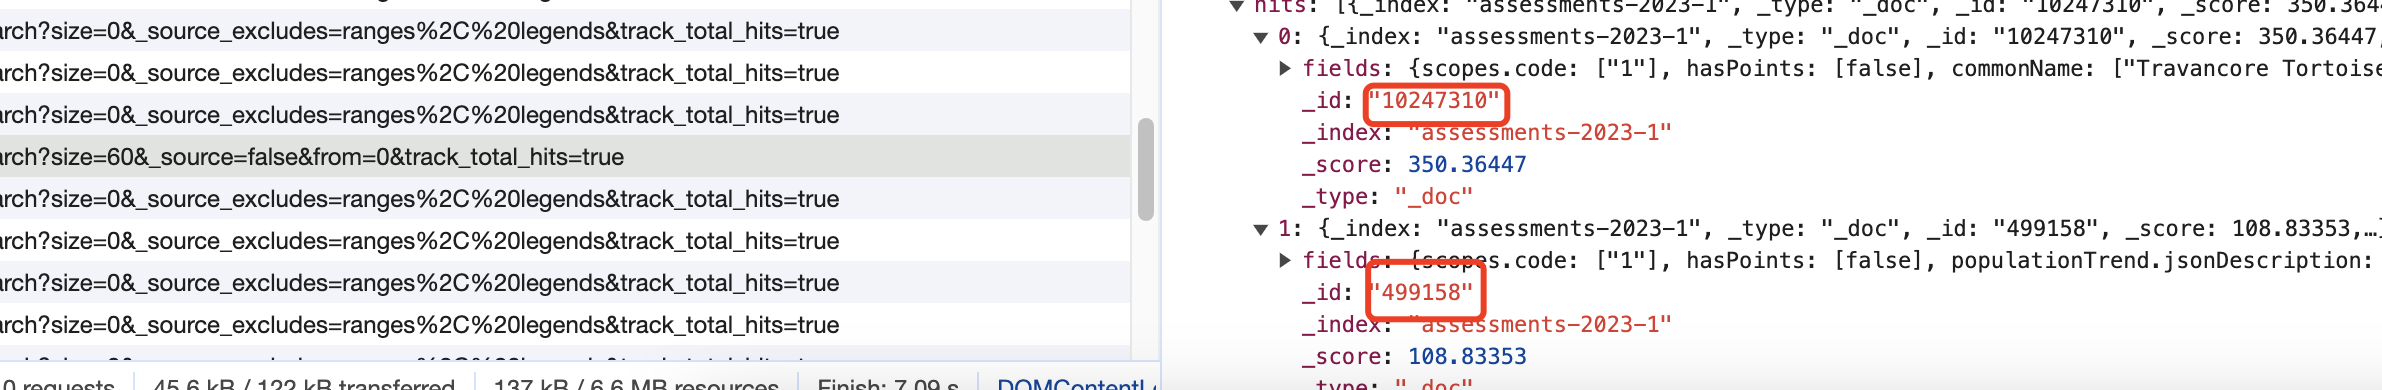 arch?size=0&_source_excludes=ranges%2C%20legends&track_total_hits=true
arch?size=0&_source_excludes=ranges%2C%20legends&track_total_hits=true
arch?size=0&_source_excludes=ranges%2C%20legends&track_total_hits=true
arch?size=60&_source=false&from=0&track_total_hits=true
arch?size=0&_source_excludes=ranges%2C%20legends&track_total_hits=true
arch?size=0&_source_excludes=ranges%2C%20legends&track_total_hits=true
arch?size=0&_source_excludes=ranges%2C%20legends&track_total_hits=true
arch?size=0&_source_excludes=ranges%2C%20legends&track_total_hits=true
0 requests 45.6 kB / 122 kB transferred 137 kB / 6.6 MB resources Finish: 7.09 s DOMContentL
▼ hits: [{_index: "assessments-2023-1", _type: "_doc", _id: "10247310", _score: 350.364
▼ 0: {_index: "assessments-2023-1", _type: "_doc", _id: "10247310", _score: 350.36447,
▶ fields: {scopes.code: ["1"], hasPoints: [false], commonName: ["Travancore Tortoise
_id: "10247310"
_index: "assessments-2023-1"
_score: 350.36447
_type: "_doc"
▼ 1: {_index: "assessments-2023-1", _type: "_doc", _id: "499158", _score: 108.83353,…}
▶ fields: {scopes.code: ["1"], hasPoints: [false], populationTrend.jsonDescription:
_id: "499158"
_index: "assessments-2023-1"
_score: 108.83353
_type: "_doc"